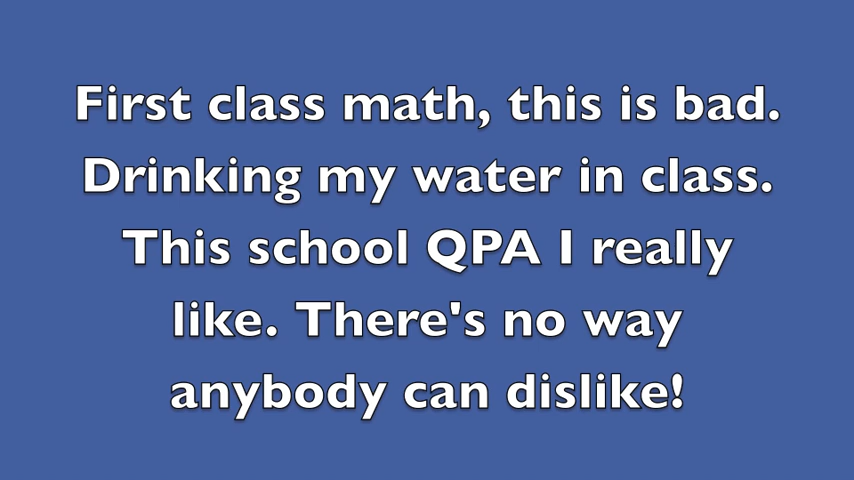 First class math, this is bad.
Drinking my water in class.
This school QPA I really
like. There's no way
anybody can dislike!